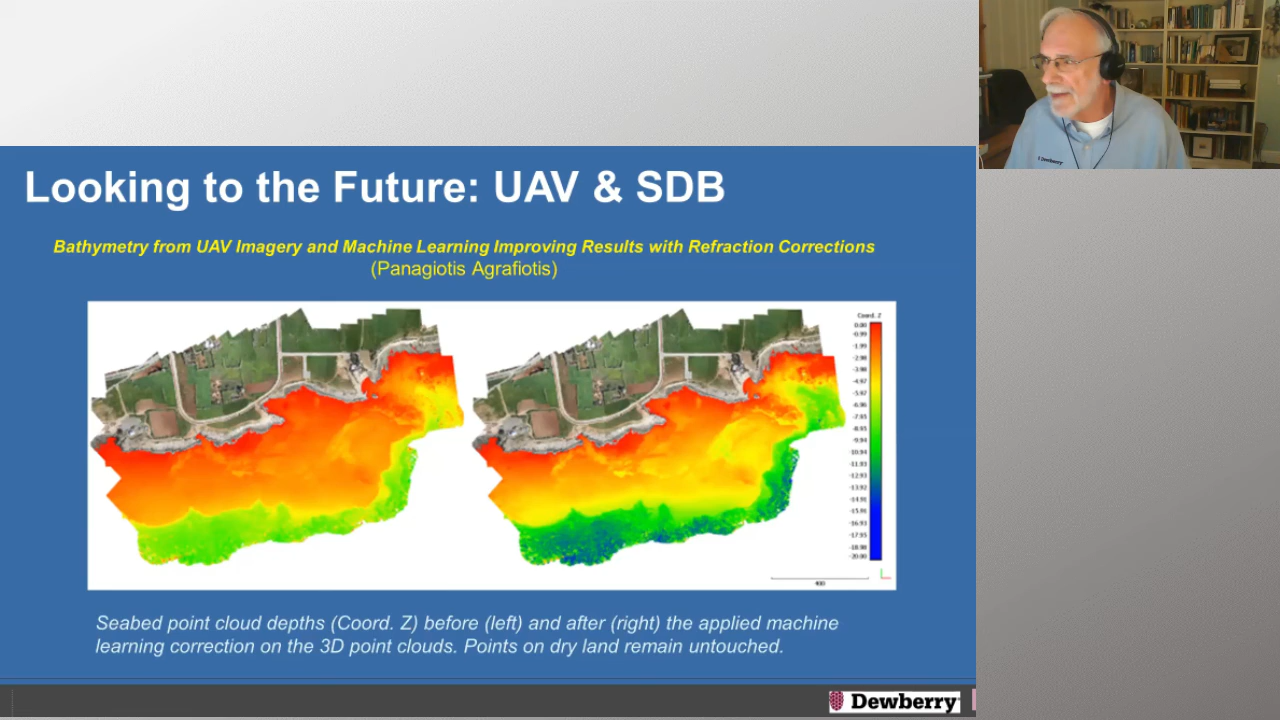 Looking to the Future: UAV & SDB
Bathymetry from UAV Imagery and Machine Learning Improving Results with Refraction Corrections
(Panagiotis Agrafiotis)
Coord. Z
0.00
-0.99
-1.99
-2.98
-3.98
-4.97
-5.97
-6.96
-7.95
-8.95
-9.94
-10.94
-11.93
-12.93
-13.92
-14.91
-15.91
-16.93
-17.95
-18.98
-20.00
400
Seabed point cloud depths (Coord. Z) before (left) and after (right) the applied machine
learning correction on the 3D point clouds. Points on dry land remain untouched.
Dewberry
Dewberry